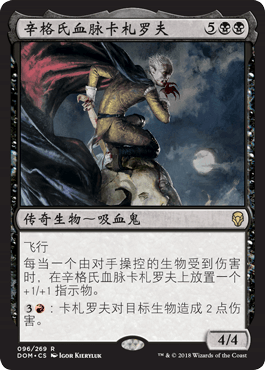 辛格氏血脉卡札罗夫 5
传奇生物～吸血鬼
飞行
每当一个由对手操控的生物受到伤害
时，在辛格氏血脉卡札罗夫上放置一个
+1/+1指示物。
3：卡札罗夫对目标生物造成2点伤
害。
4/4
096/269 R
DOM • CS IGOR KIERYLUK
™ & © 2018 Wizards of the Coast